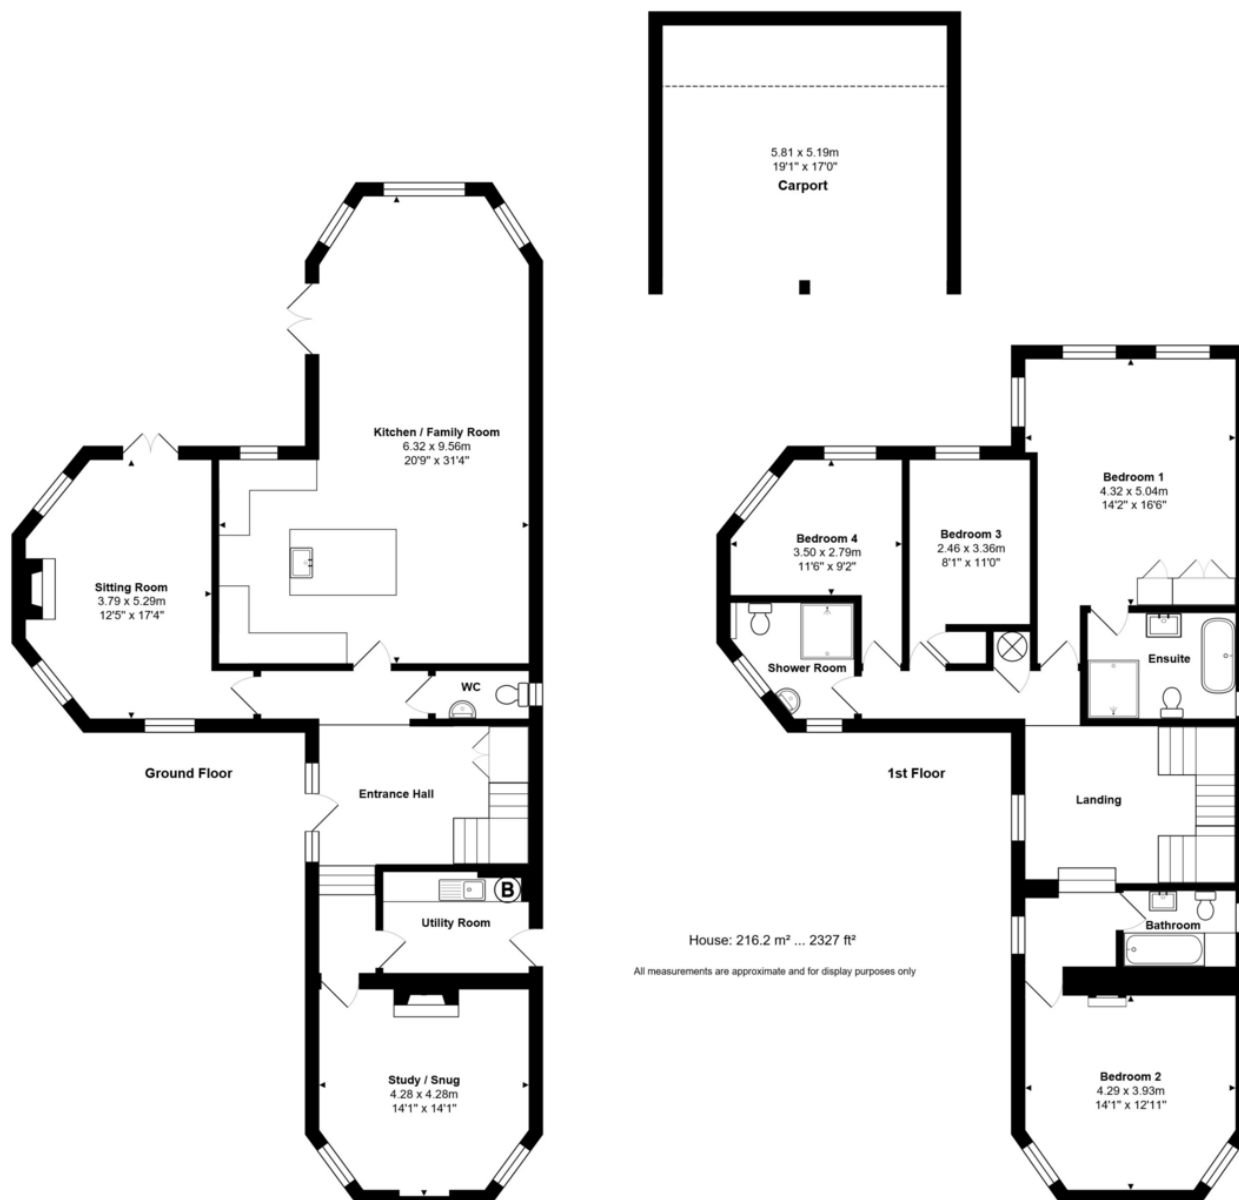 5.81 x 5.19m
19'1" x 17'0"
Carport
Kitchen / Family Room
6.32 x 9.56m
20'9" x 31'4"
Sitting Room
3.79 x 5.29m
12'5" x 17'4"
WC
Ground Floor
Entrance Hall
B
Utility Room
Study / Snug
4.28 x 4.28m
14'1" x 14'1"
Bedroom 1
4.32 x 5.04m
14'2" x 16'6"
Bedroom 4
3.50 x 2.79m
11'6" x 9'2"
Bedroom 3
2.46 x 3.36m
8'1" x 11'0"
Shower Room
Ensuite
1st Floor
Landing
Bathroom
Bedroom 2
4.29 x 3.93m
14'1" x 12'11"
House: 216.2 m² ... 2327 ft²
All measurements are approximate and for display purposes only